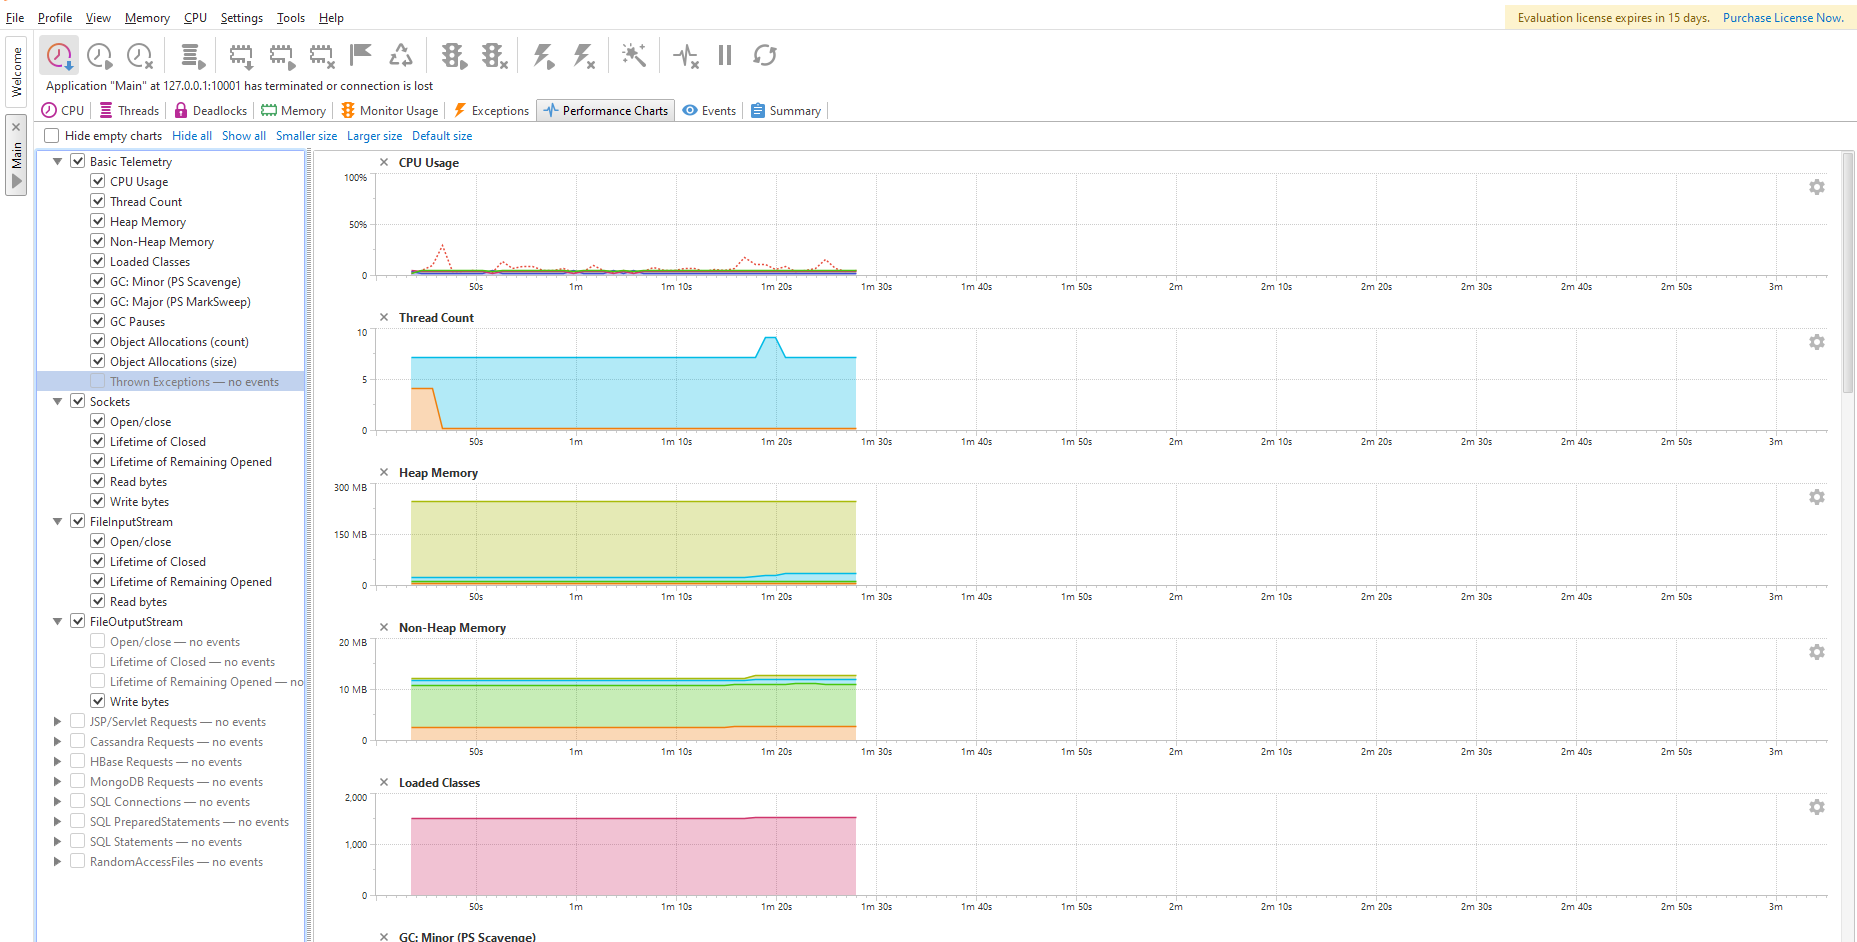 File Profile View Memory CPU Settings Tools Help
Evaluation license expires in 15 days. Purchase License Now.
Welcome
Main
Application "Main" at 127.0.0.1:10001 has terminated or connection is lost
CPU Threads Deadlocks Memory Monitor Usage Exceptions Performance Charts Events Summary
Hide empty charts Hide all Show all Smaller size Larger size Default size
Basic Telemetry
CPU Usage
Thread Count
Heap Memory
Non-Heap Memory
Loaded Classes
GC: Minor (PS Scavenge)
GC: Major (PS MarkSweep)
GC Pauses
Object Allocations (count)
Object Allocations (size)
Thrown Exceptions — no events
Sockets
Open/close
Lifetime of Closed
Lifetime of Remaining Opened
Read bytes
Write bytes
FileInputStream
Open/close
Lifetime of Closed
Lifetime of Remaining Opened
Read bytes
FileOutputStream
Open/close — no events
Lifetime of Closed — no events
Lifetime of Remaining Opened — no
Write bytes
JSP/Servlet Requests — no events
Cassandra Requests — no events
HBase Requests — no events
MongoDB Requests — no events
SQL Connections — no events
SQL PreparedStatements — no events
SQL Statements — no events
RandomAccessFiles — no events
CPU Usage
100%
50%
0
50s 1m 1m 10s 1m 20s 1m 30s 1m 40s 1m 50s 2m 2m 10s 2m 20s 2m 30s 2m 40s 2m 50s 3m
Thread Count
10
5
0
50s 1m 1m 10s 1m 20s 1m 30s 1m 40s 1m 50s 2m 2m 10s 2m 20s 2m 30s 2m 40s 2m 50s 3m
Heap Memory
300 MB
150 MB
0
50s 1m 1m 10s 1m 20s 1m 30s 1m 40s 1m 50s 2m 2m 10s 2m 20s 2m 30s 2m 40s 2m 50s 3m
Non-Heap Memory
20 MB
10 MB
0
50s 1m 1m 10s 1m 20s 1m 30s 1m 40s 1m 50s 2m 2m 10s 2m 20s 2m 30s 2m 40s 2m 50s 3m
Loaded Classes
2,000
1,000
0
50s 1m 1m 10s 1m 20s 1m 30s 1m 40s 1m 50s 2m 2m 10s 2m 20s 2m 30s 2m 40s 2m 50s 3m
GC: Minor (PS Scavenge)